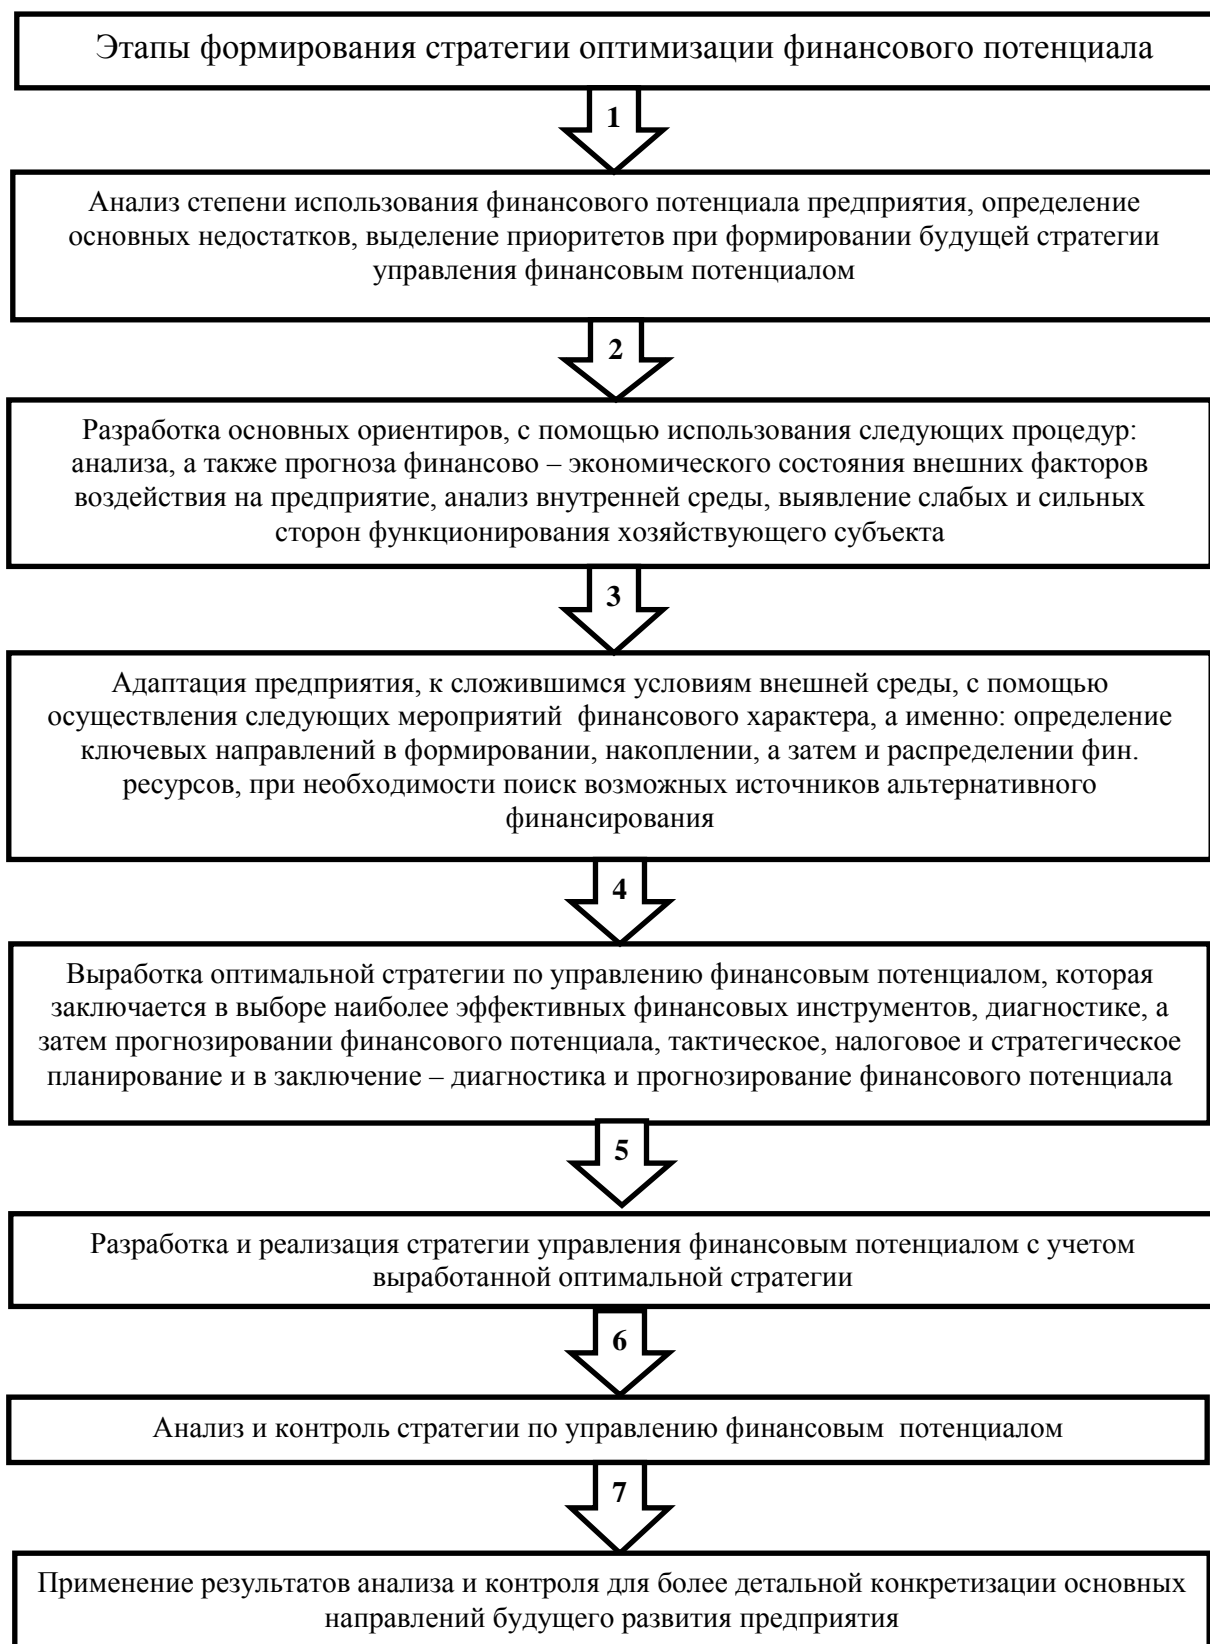 Этапы формирования стратегии оптимизации финансового потенциала
1
Анализ степени использования финансового потенциала предприятия, определение
основных недостатков, выделение приоритетов при формировании будущей стратегии
управления финансовым потенциалом
2
Разработка основных ориентиров, с помощью использования следующих процедур:
анализа, а также прогноза финансово – экономического состояния внешних факторов
воздействия на предприятие, анализ внутренней среды, выявление слабых и сильных
сторон функционирования хозяйствующего субъекта
3
Адаптация предприятия, к сложившимся условиям внешней среды, с помощью
осуществления следующих мероприятий  финансового характера, а именно: определение
ключевых направлений в формировании, накоплении, а затем и распределении фин.
ресурсов, при необходимости поиск возможных источников альтернативного
финансирования
4
Выработка оптимальной стратегии по управлению финансовым потенциалом, которая
заключается в выборе наиболее эффективных финансовых инструментов, диагностике, а
затем прогнозировании финансового потенциала, тактическое, налоговое и стратегическое
планирование и в заключение – диагностика и прогнозирование финансового потенциала
5
Разработка и реализация стратегии управления финансовым потенциалом с учетом
выработанной оптимальной стратегии
6
Анализ и контроль стратегии по управлению финансовым  потенциалом
7
Применение результатов анализа и контроля для более детальной конкретизации основных
направлений будущего развития предприятия